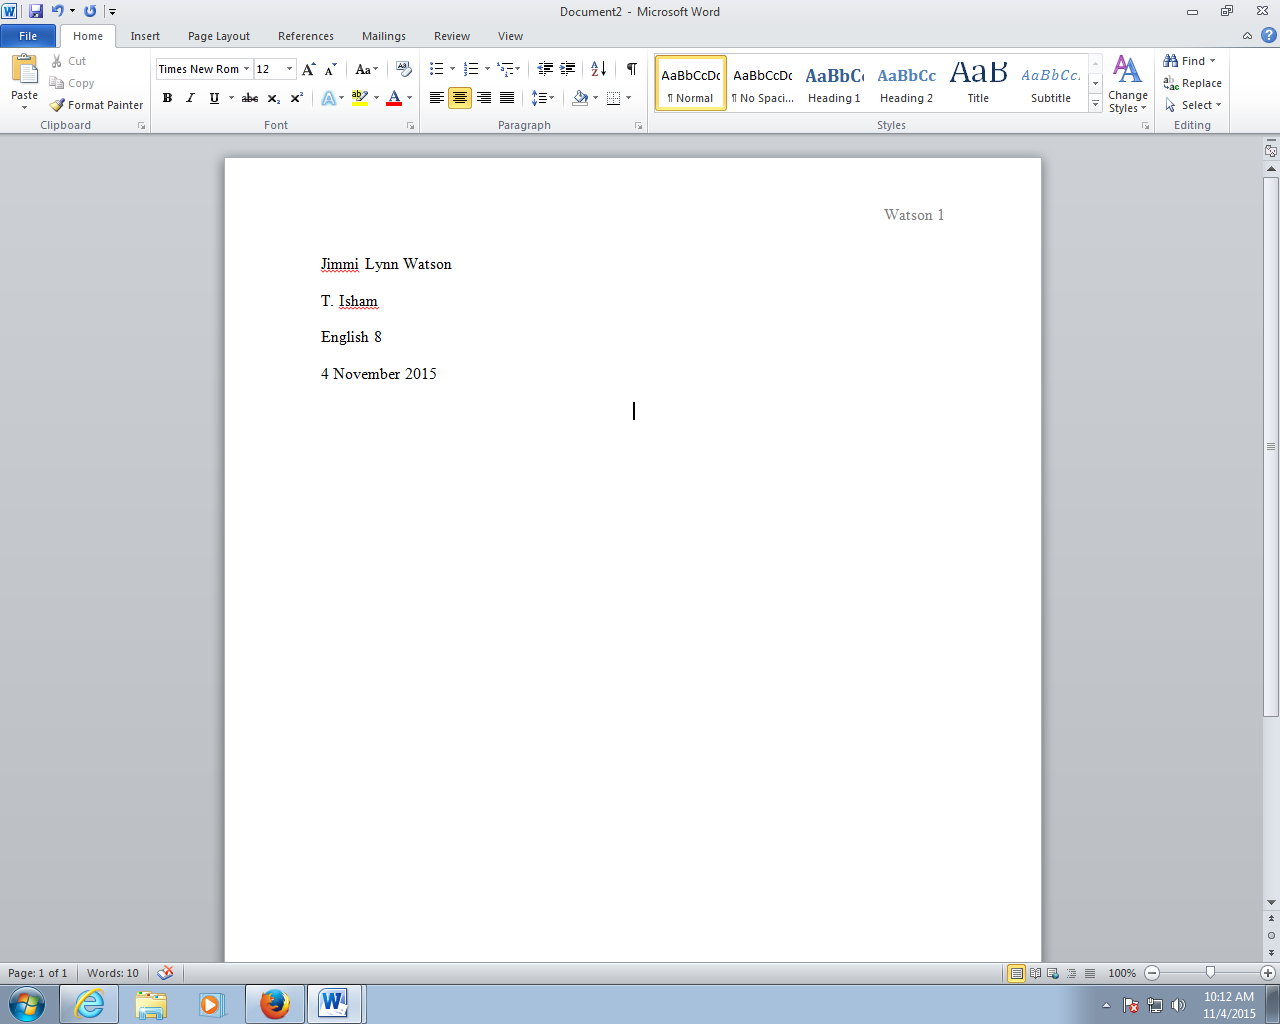 Document2 - Microsoft Word
File Home Insert Page Layout References Mailings Review View
Paste
Cut
Copy
Format Painter
Clipboard
Times New Rom 12
Font
Paragraph
AaBbCcDc AaBbCcDc AaBbCc AaBbCc AaB AaBbCc.
¶ Normal ¶ No Spaci... Heading 1 Heading 2 Title Subtitle
Change Styles
Styles
Find
Replace
Select
Editing
Watson 1
Jimmi Lynn Watson
T. Isham
English 8
4 November 2015
Page: 1 of 1 Words: 10 100%
10:12 AM
11/4/2015